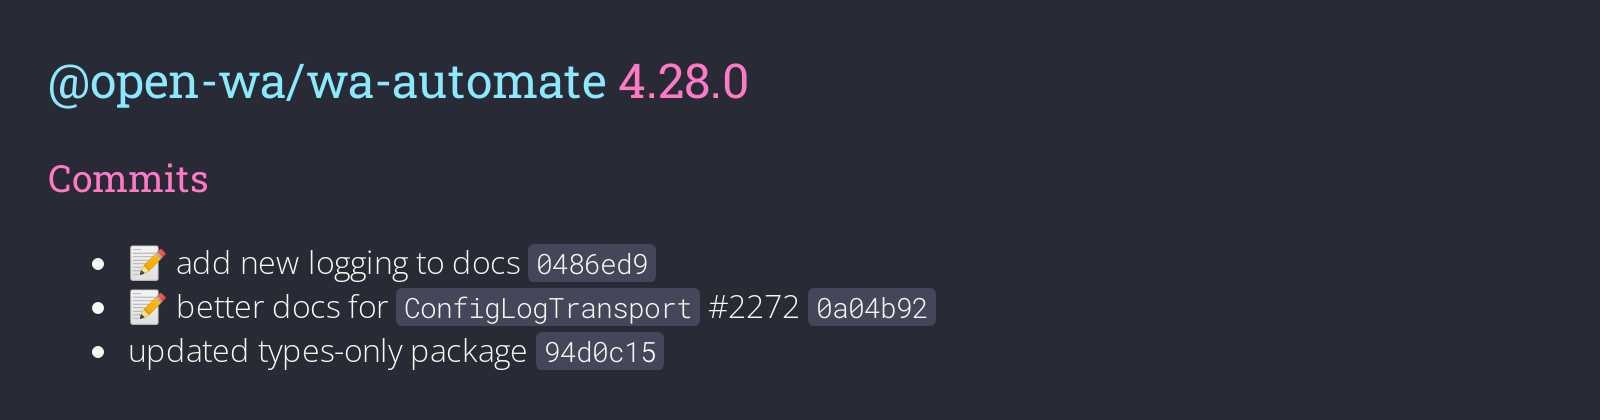 @open-wa/wa-automate 4.28.0
Commits
📝 add new logging to docs 0486ed9
📝 better docs for ConfigLogTransport #2272 0a04b92
updated types-only package 94d0c15